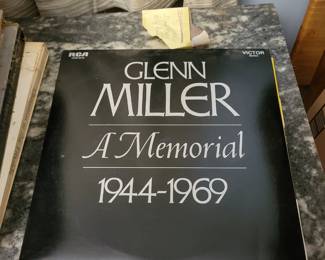 RCA
VICTOR
GLENN
MILLER
A Memorial
1944-1969